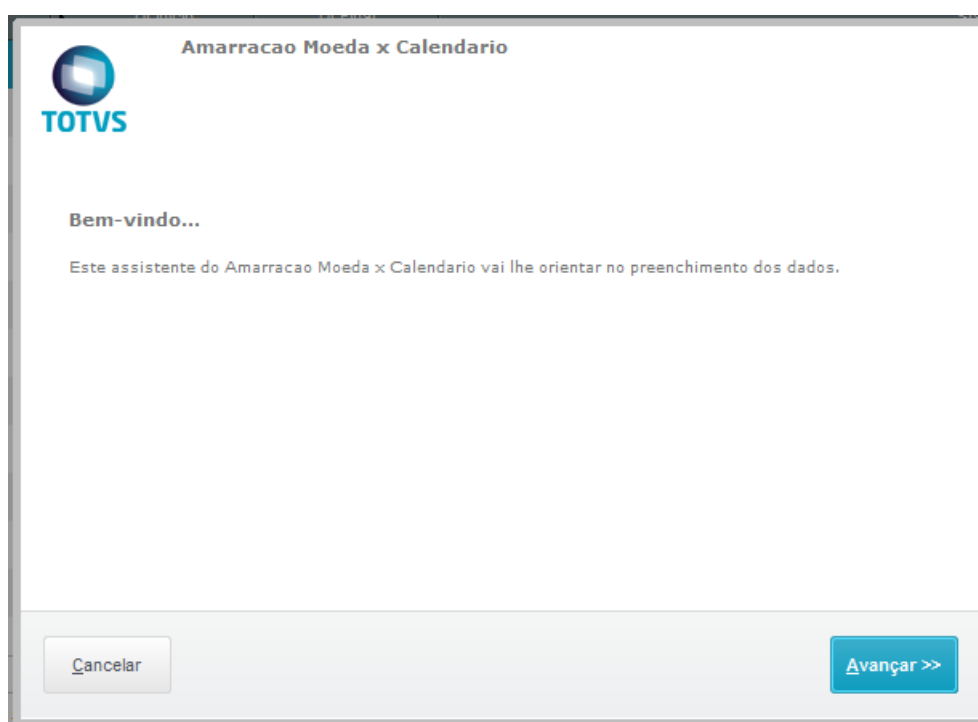 Amarracao Moeda x Calendario
TOTVS
Bem-vindo...
Este assistente do Amarracao Moeda x Calendario vai lhe orientar no preenchimento dos dados.
Cancelar
Avançar >>